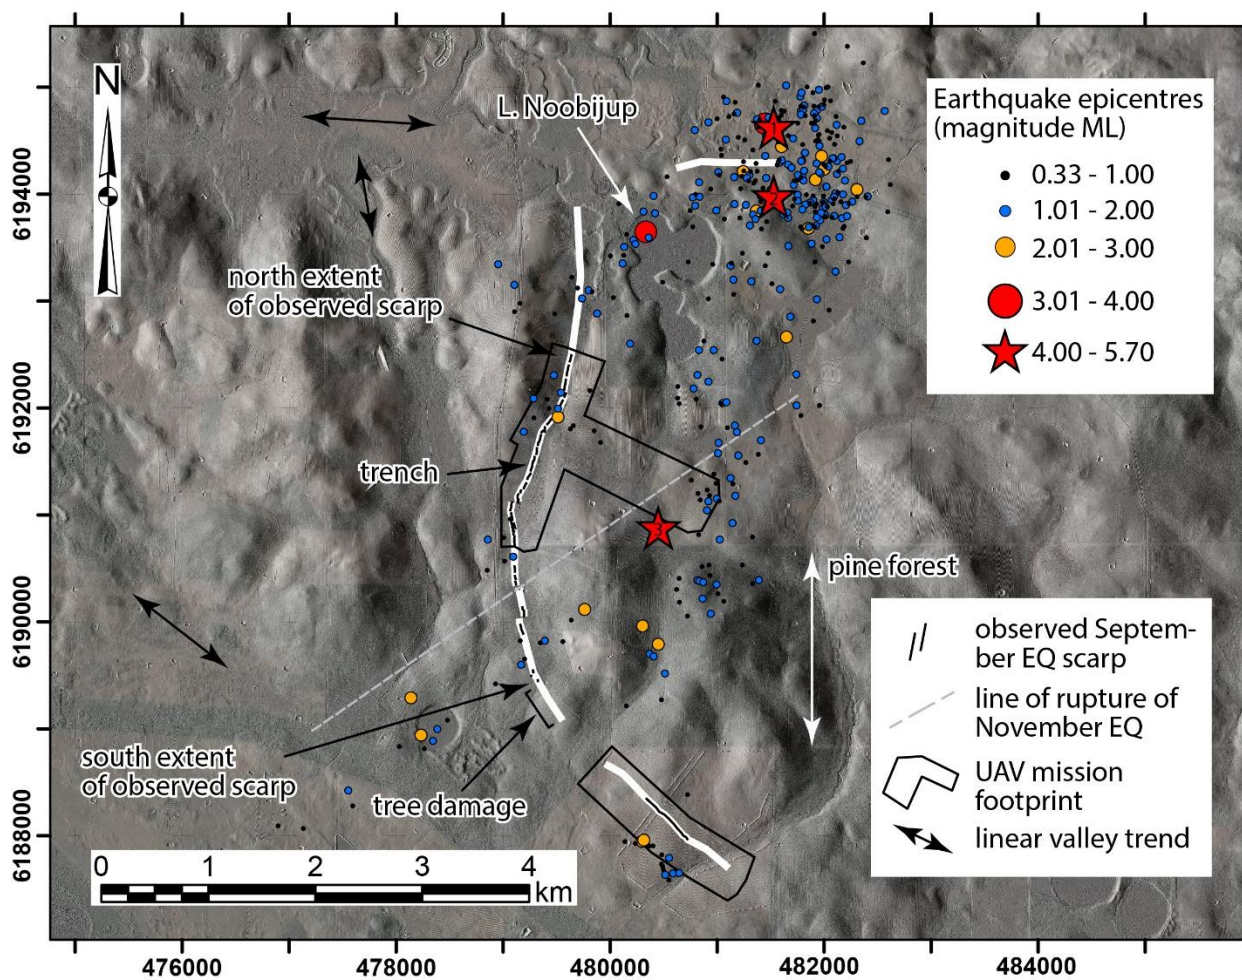 N
L. Noobijup
Earthquake epicentres
(magnitude ML)
0.33 - 1.00
1.01 - 2.00
2.01 - 3.00
3.01 - 4.00
4.00 - 5.70
2
3
north extent
of observed scarp
trench
pine forest
south extent
of observed scarp
tree damage
observed Septem-
ber EQ scarp
line of rupture of
November EQ
UAV mission
footprint
linear valley trend
0 1 2 3 4
km
6194000
6192000
6190000
6188000
476000 478000 480000 482000 484000